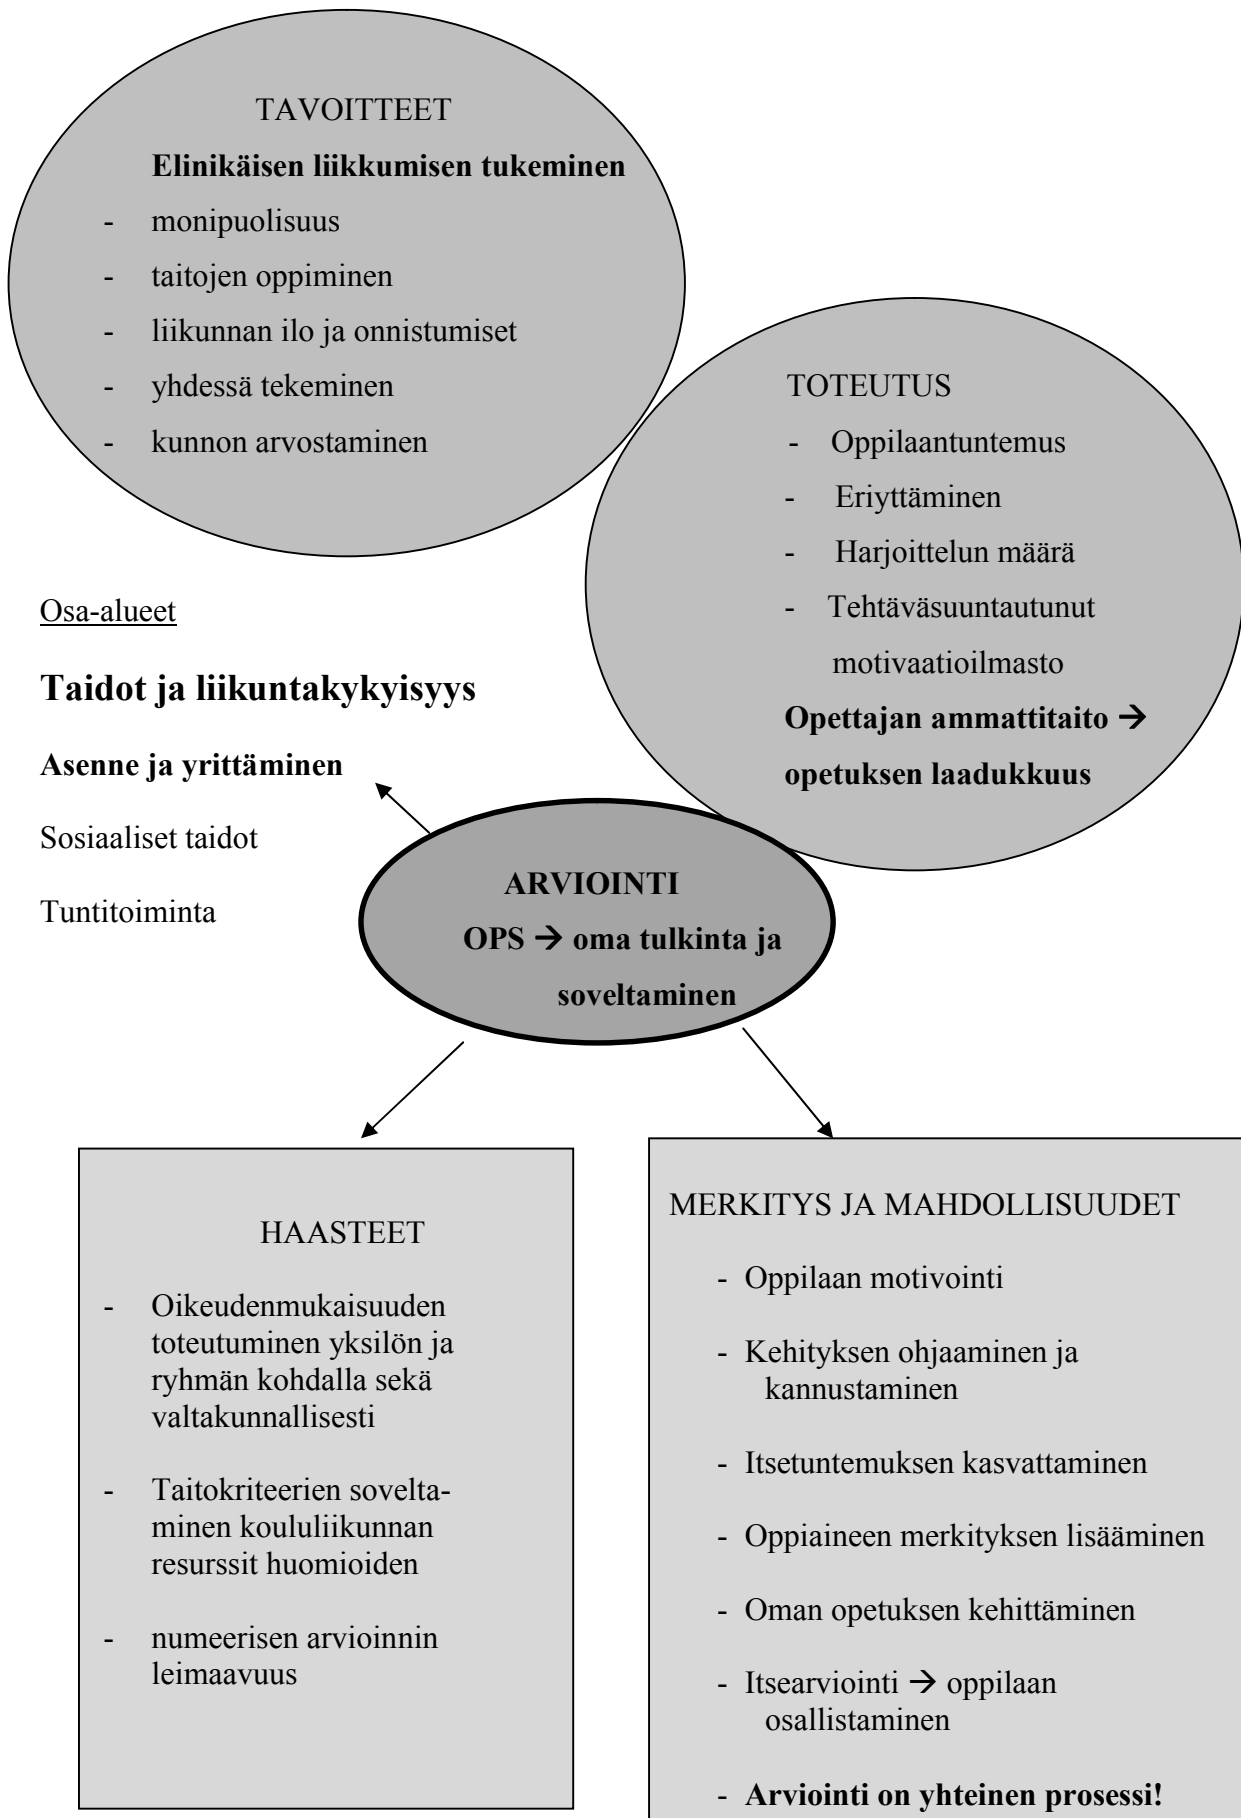 TAVOITTEET
Elinikäisen liikkumisen tukeminen
- monipuolisuus
- taitojen oppiminen
- liikunnan ilo ja onnistumiset
- yhdessä tekeminen
- kunnon arvostaminen
TOTEUTUS
- Oppilaantuntemus
- Eriyttäminen
- Harjoittelun määrä
- Tehtäväsuuntautunut
motivaatioilmasto
Opettajan ammattitaito →
opetuksen laadukkuus
Osa-alueet
Taidot ja liikuntakykyisyys
Asenne ja yrittäminen
Sosiaaliset taidot
Tuntitoiminta
ARVIOINTI
OPS → oma tulkinta ja
soveltaminen
HAASTEET
- Oikeudenmukaisuuden
toteutuminen yksilön ja
ryhmän kohdalla sekä
valtakunnallisesti
- Taitokriteerien sovelta-
minen koululiikunnan
resurssit huomioiden
- numeerisen arvioinnin
leimaavuus
MERKITYS JA MAHDOLLISUUDET
- Oppilaan motivointi
- Kehityksen ohjaaminen ja
kannustaminen
- Itsetuntemuksen kasvattaminen
- Oppiaineen merkityksen lisääminen
- Oman opetuksen kehittäminen
- Itsearviointi → oppilaan
osallistaminen
- Arviointi on yhteinen prosessi!